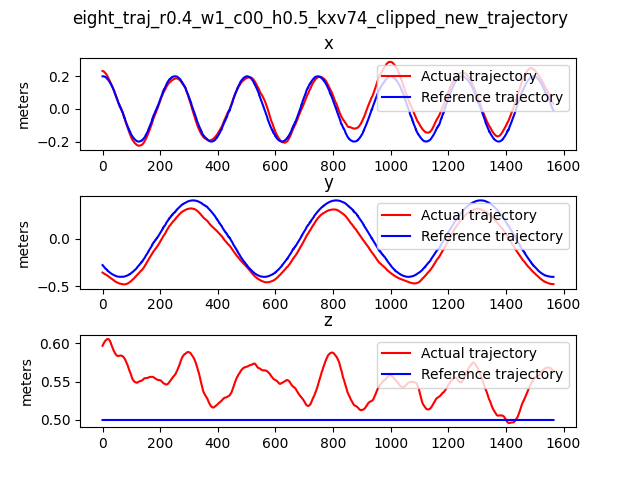 eight_traj_r0.4_w1_c00_h0.5_kxv74_clipped_new_trajectory
x
meters
0.2
0.0
−0.2
Actual trajectory
Reference trajectory
0 200 400 600 800 1000 1200 1400 1600
y
meters
0.0
−0.5
Actual trajectory
Reference trajectory
0 200 400 600 800 1000 1200 1400 1600
z
meters
0.60
0.55
0.50
Actual trajectory
Reference trajectory
0 200 400 600 800 1000 1200 1400 1600